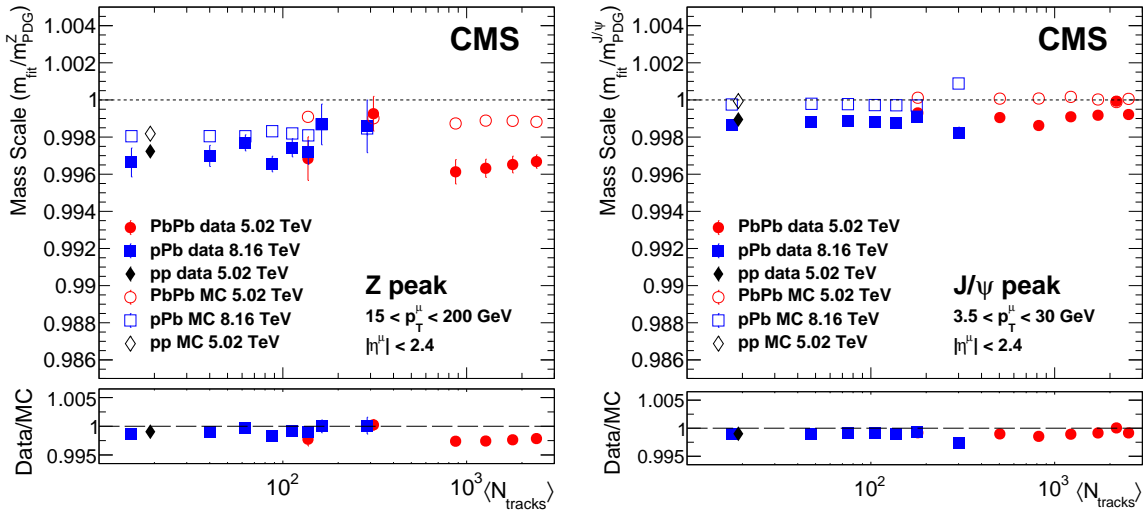 CMS
Mass Scale (m_fit/m^Z_PDG)
1.004
1.002
1
0.998
0.996
0.994
0.992
0.99
0.988
0.986
PbPb data 5.02 TeV
pPb data 8.16 TeV
pp data 5.02 TeV
PbPb MC 5.02 TeV
pPb MC 8.16 TeV
pp MC 5.02 TeV
Z peak
15 < p_T^μ < 200 GeV
|η^μ| < 2.4
Data/MC
1.005
1
0.995
10^2
10^3
⟨N_tracks⟩
CMS
Mass Scale (m_fit/m^J/ψ_PDG)
1.004
1.002
1
0.998
0.996
0.994
0.992
0.99
0.988
0.986
PbPb data 5.02 TeV
pPb data 8.16 TeV
pp data 5.02 TeV
PbPb MC 5.02 TeV
pPb MC 8.16 TeV
pp MC 5.02 TeV
J/ψ peak
3.5 < p_T^μ < 30 GeV
|η^μ| < 2.4
Data/MC
1.005
1
0.995
10^2
10^3
⟨N_tracks⟩